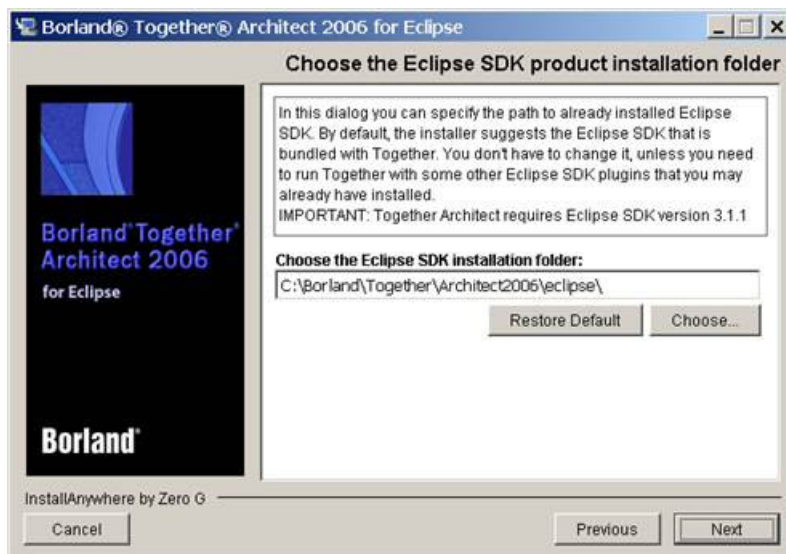 Borland® Together® Architect 2006 for Eclipse
Choose the Eclipse SDK product installation folder
In this dialog you can specify the path to already installed Eclipse
SDK. By default, the installer suggests the Eclipse SDK that is
bundled with Together. You don't have to change it, unless you need
to run Together with some other Eclipse SDK plugins that you may
already have installed.
IMPORTANT: Together Architect requires Eclipse SDK version 3.1.1
Borland® Together®
Architect 2006
for Eclipse
Choose the Eclipse SDK installation folder:
C:\Borland\Together\Architect2006\eclipse\
Restore Default
Choose...
Borland®
InstallAnywhere by Zero G
Cancel
Previous
Next